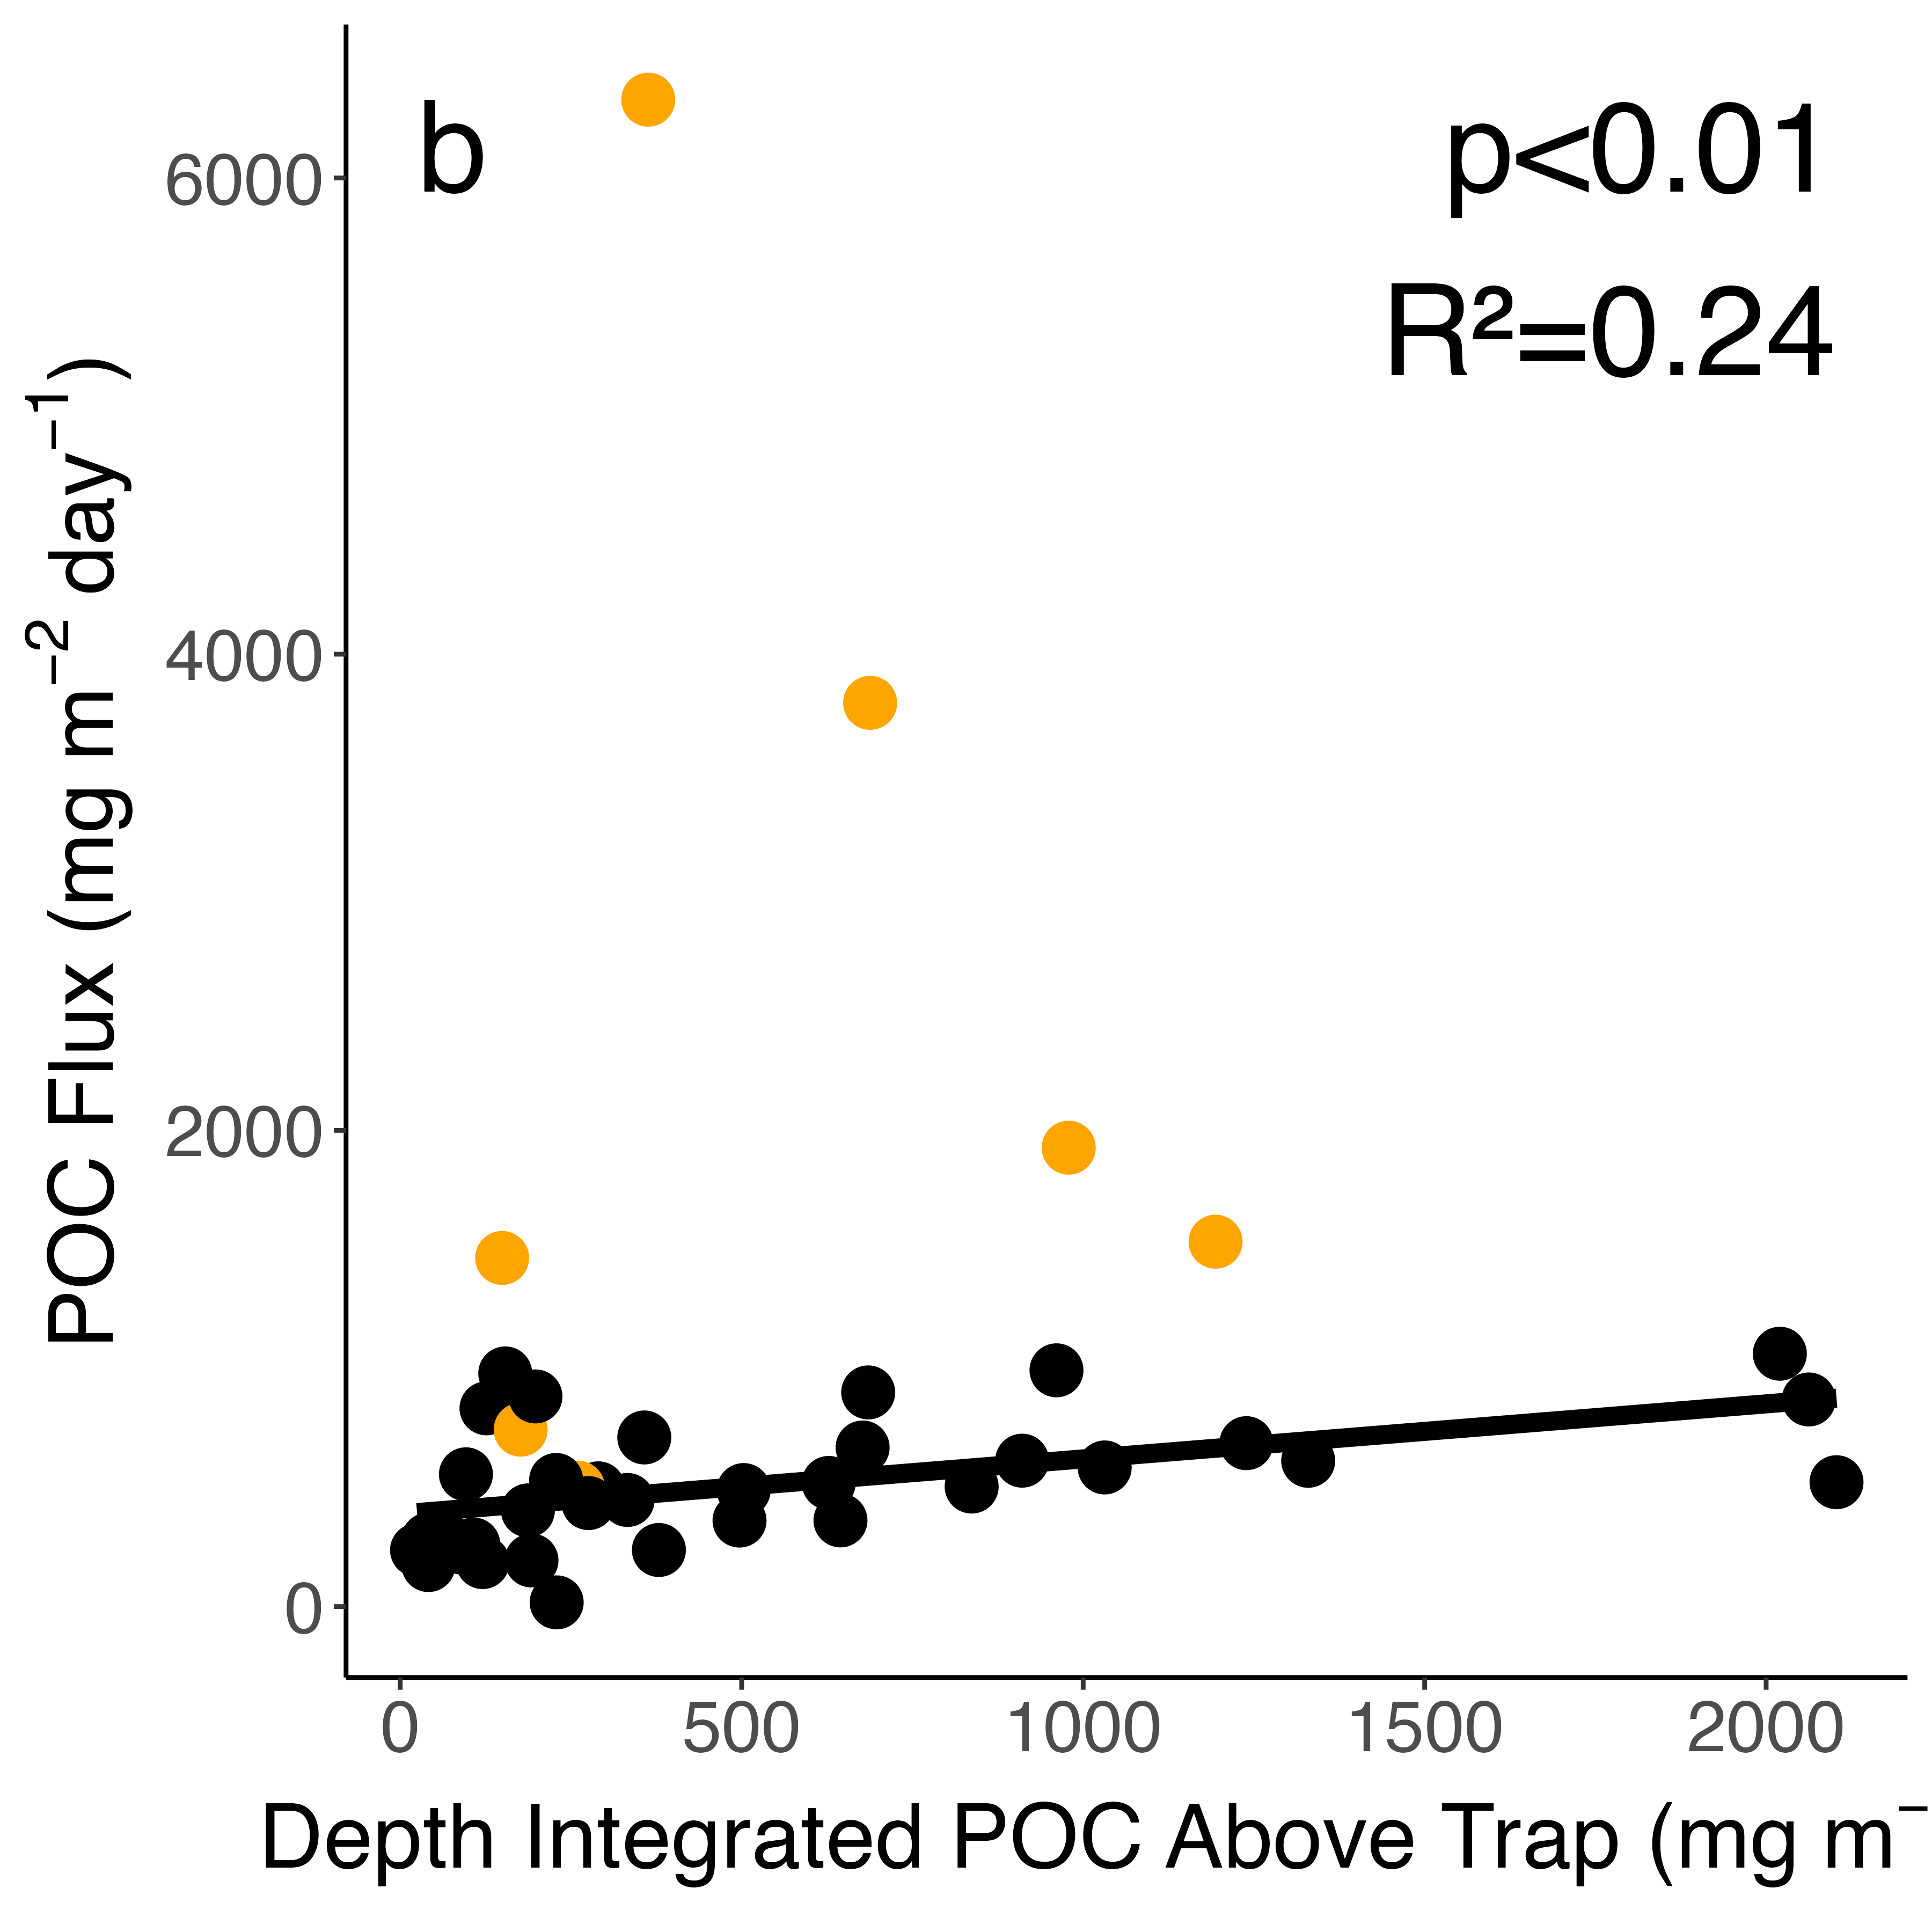 b
p<0.01
R²=0.24
POC Flux (mg m⁻² day⁻¹)
6000
4000
2000
0
0 500 1000 1500 2000
Depth Integrated POC Above Trap (mg m⁻